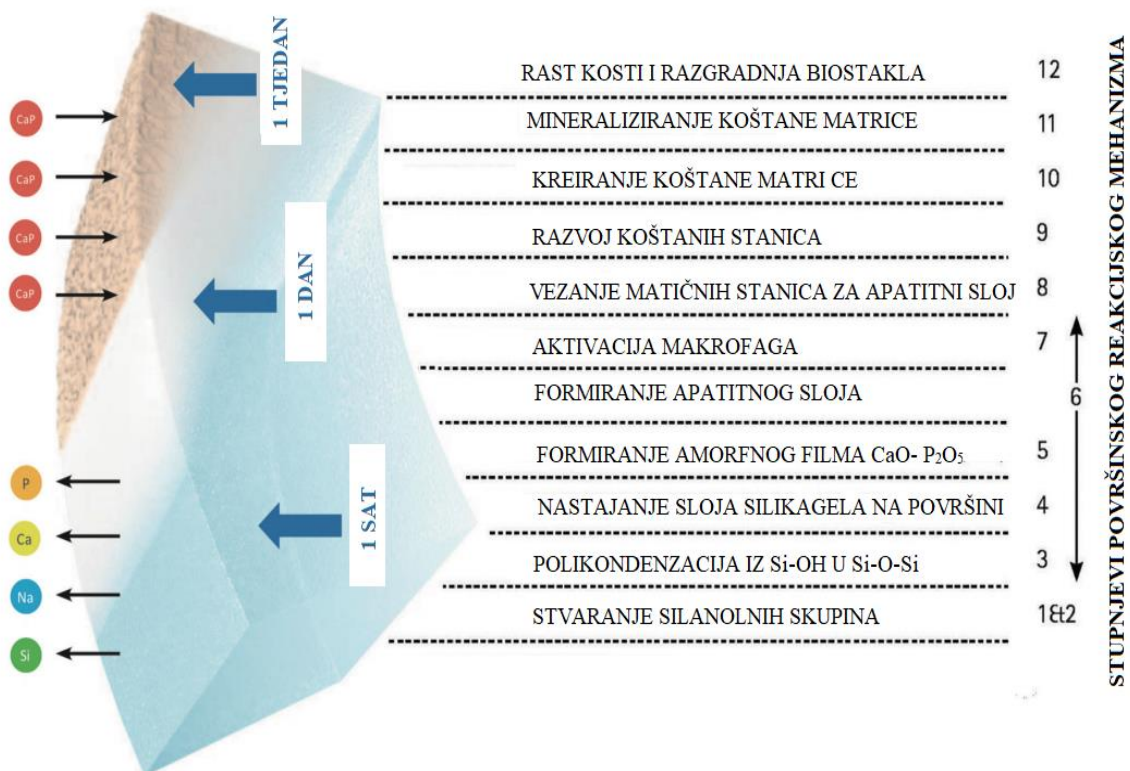 1 TJEDAN
RAST KOSTI I RAZGRADNJA BIOSTAKLA 12
CaP
MINERALIZIRANJE KOŠTANE MATRICE 11
CaP
KREIRANJE KOŠTANE MATRI CE 10
CaP
RAZVOJ KOŠTANIH STANICA 9
1 DAN
CaP
VEZANJE MATIČNIH STANICA ZA APATITNI SLOJ 8
AKTIVACIJA MAKROFAGA 7
FORMIRANJE APATITNOG SLOJA 6
FORMIRANJE AMORFNOG FILMA CaO- P₂O₅ 5
P
NASTAJANJE SLOJA SILIKAGELA NA POVRŠINI 4
1 SAT
Ca
POLIKONDENZACIJA IZ Si-OH U Si-O-Si 3
Na
STVARANJE SILANOLNIH SKUPINA 1&2
Si
STUPNJEVI POVRŠINSKOG REAKCIJSKOG MEHANIZMA